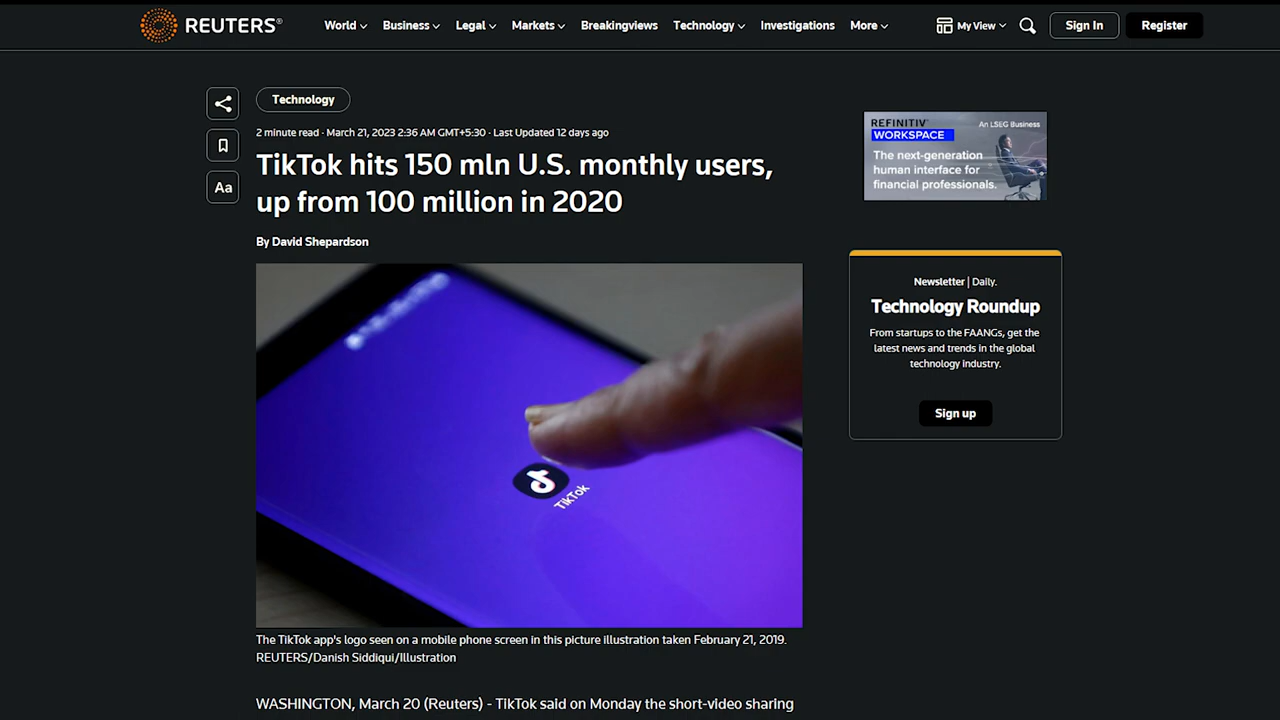 REUTERS®
World Business Legal Markets Breakingviews Technology Investigations More My View Sign In Register
Technology
2 minute read · March 21, 2023 2:36 AM GMT+5:30 · Last Updated 12 days ago
TikTok hits 150 mln U.S. monthly users,
up from 100 million in 2020
Aa
By David Shepardson
TikTok
The TikTok app's logo seen on a mobile phone screen in this picture illustration taken February 21, 2019.
REUTERS/Danish Siddiqui/Illustration
WASHINGTON, March 20 (Reuters) - TikTok said on Monday the short-video sharing
REFINITIV
An LSEG Business
WORKSPACE
The next-generation
human interface for
financial professionals.
Newsletter | Daily.
Technology Roundup
From startups to the FAANGs, get the
latest news and trends in the global
technology industry.
Sign up